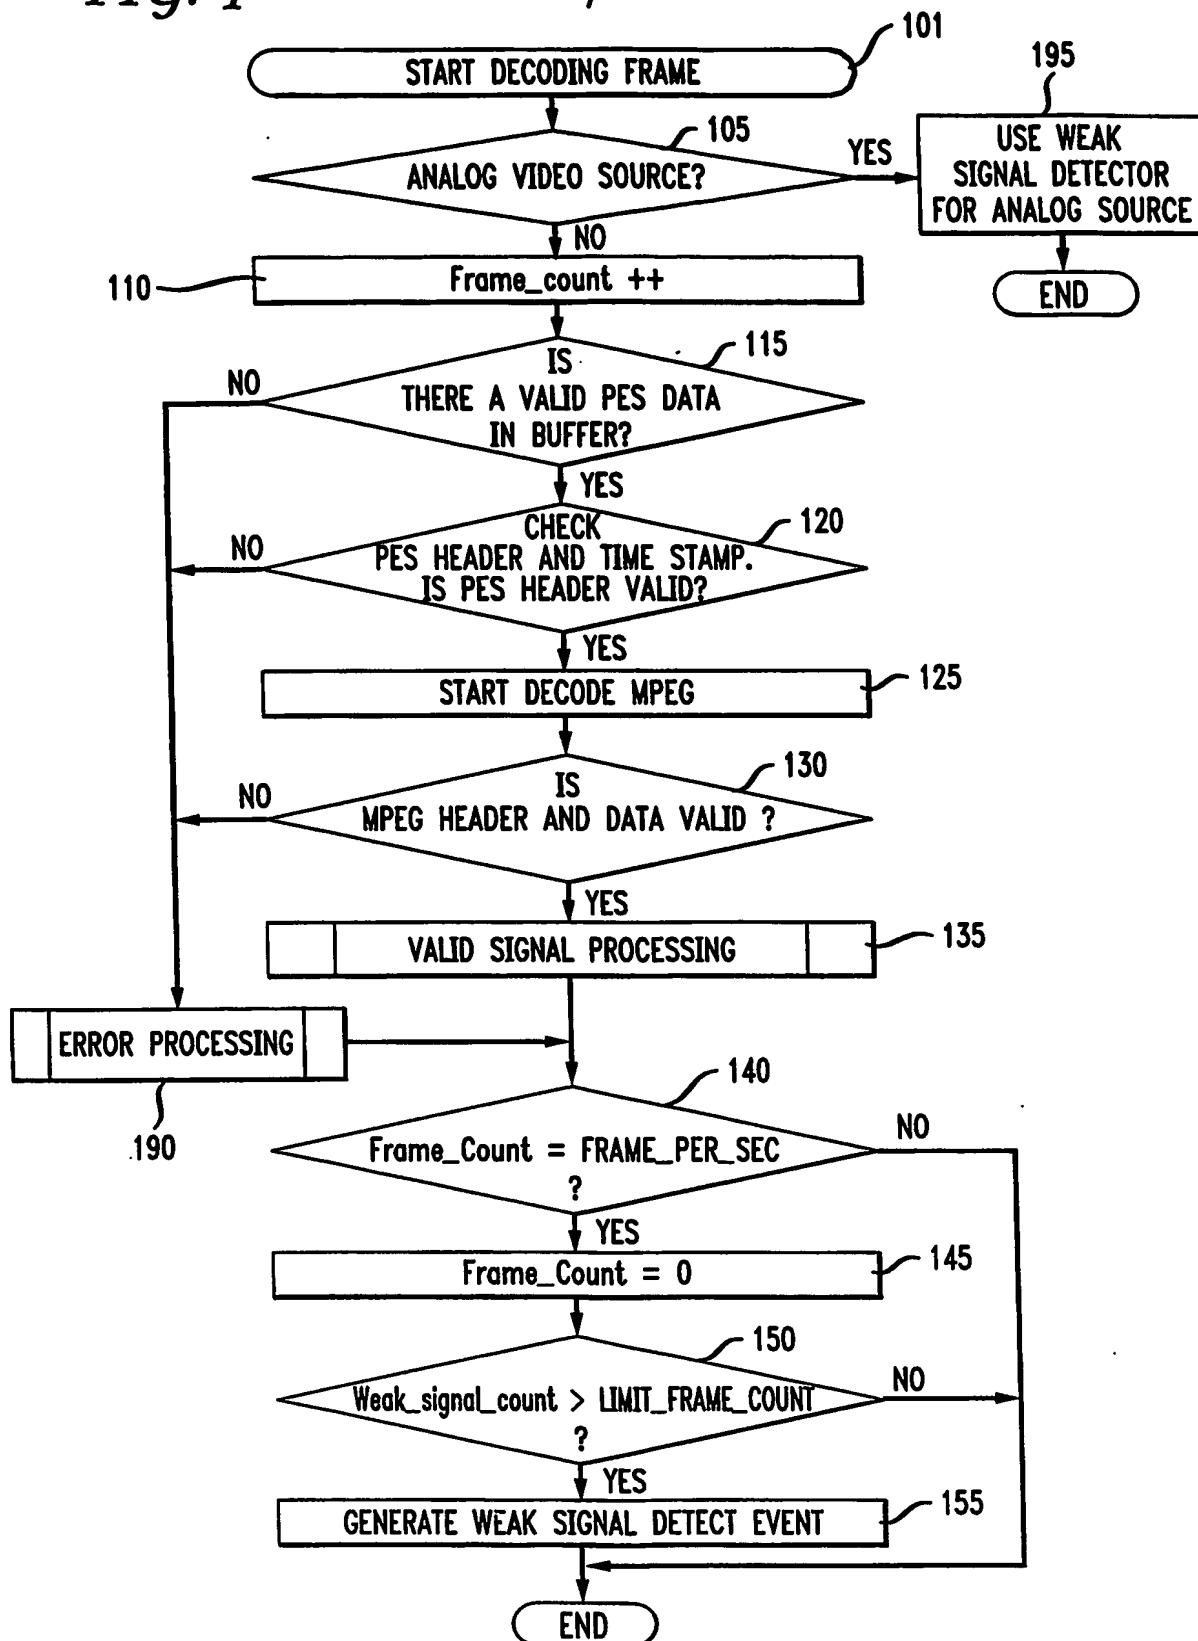 Fig. 1
101
START DECODING FRAME
195
105
USE WEAK
SIGNAL DETECTOR
FOR ANALOG SOURCE
ANALOG VIDEO SOURCE?
YES
NO
END
110
Frame_count ++
115
IS
THERE A VALID PES DATA
IN BUFFER?
NO
YES
120
CHECK
PES HEADER AND TIME STAMP.
IS PES HEADER VALID?
NO
YES
START DECODE MPEG
125
130
IS
MPEG HEADER AND DATA VALID ?
NO
YES
VALID SIGNAL PROCESSING
135
ERROR PROCESSING
190
140
Frame_Count = FRAME_PER_SEC
?
NO
YES
Frame_Count = 0
145
150
Weak_signal_count > LIMIT_FRAME_COUNT
?
NO
YES
GENERATE WEAK SIGNAL DETECT EVENT
155
END